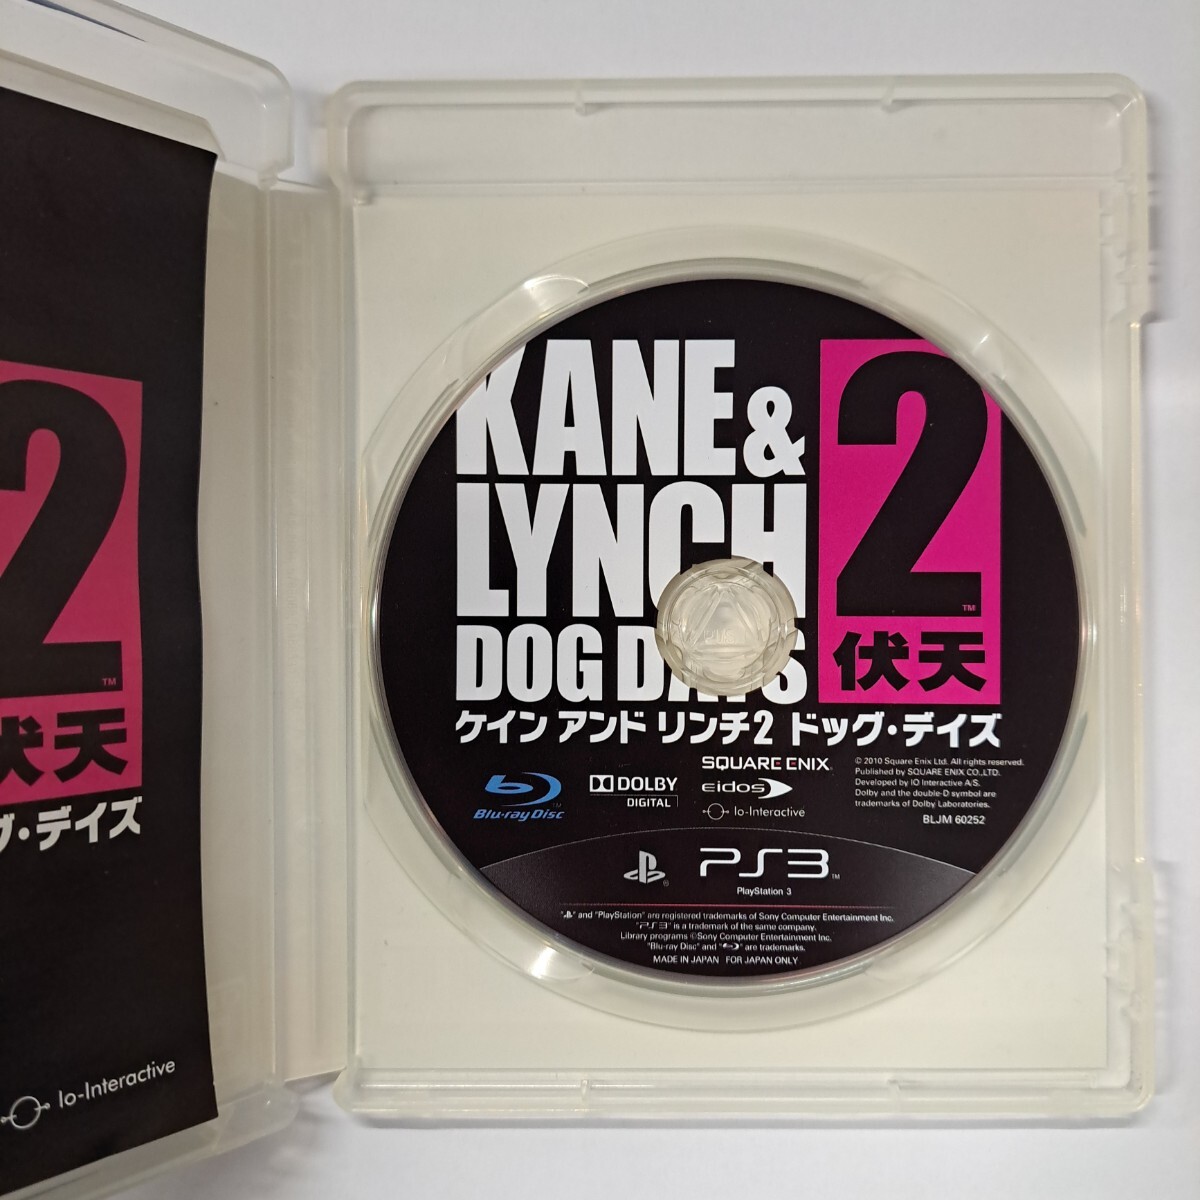 2
TM
伏天
グ・デイズ
Io-Interactive
KANE &
LYNCH
DOG DAYS
2
TM
伏天
ケイン アンド リンチ2 ドッグ・デイズ
Blu-ray Disc
TM
DOLBY
DIGITAL
SQUARE ENIX
eidos
Io-Interactive
© 2010 Square Enix Ltd. All rights reserved.
Published by SQUARE ENIX CO.,LTD.
Developed by IO Interactive A/S.
Dolby and the double-D symbol are
trademarks of Dolby Laboratories.
BLJM 60252
®
PS3
TM
PlayStation 3
" " and "PlayStation" are registered trademarks of Sony Computer Entertainment Inc.
"PS3" is a trademark of the same company.
Library programs ©Sony Computer Entertainment Inc.
"Blu-ray Disc" and " " are trademarks.
MADE IN JAPAN FOR JAPAN ONLY